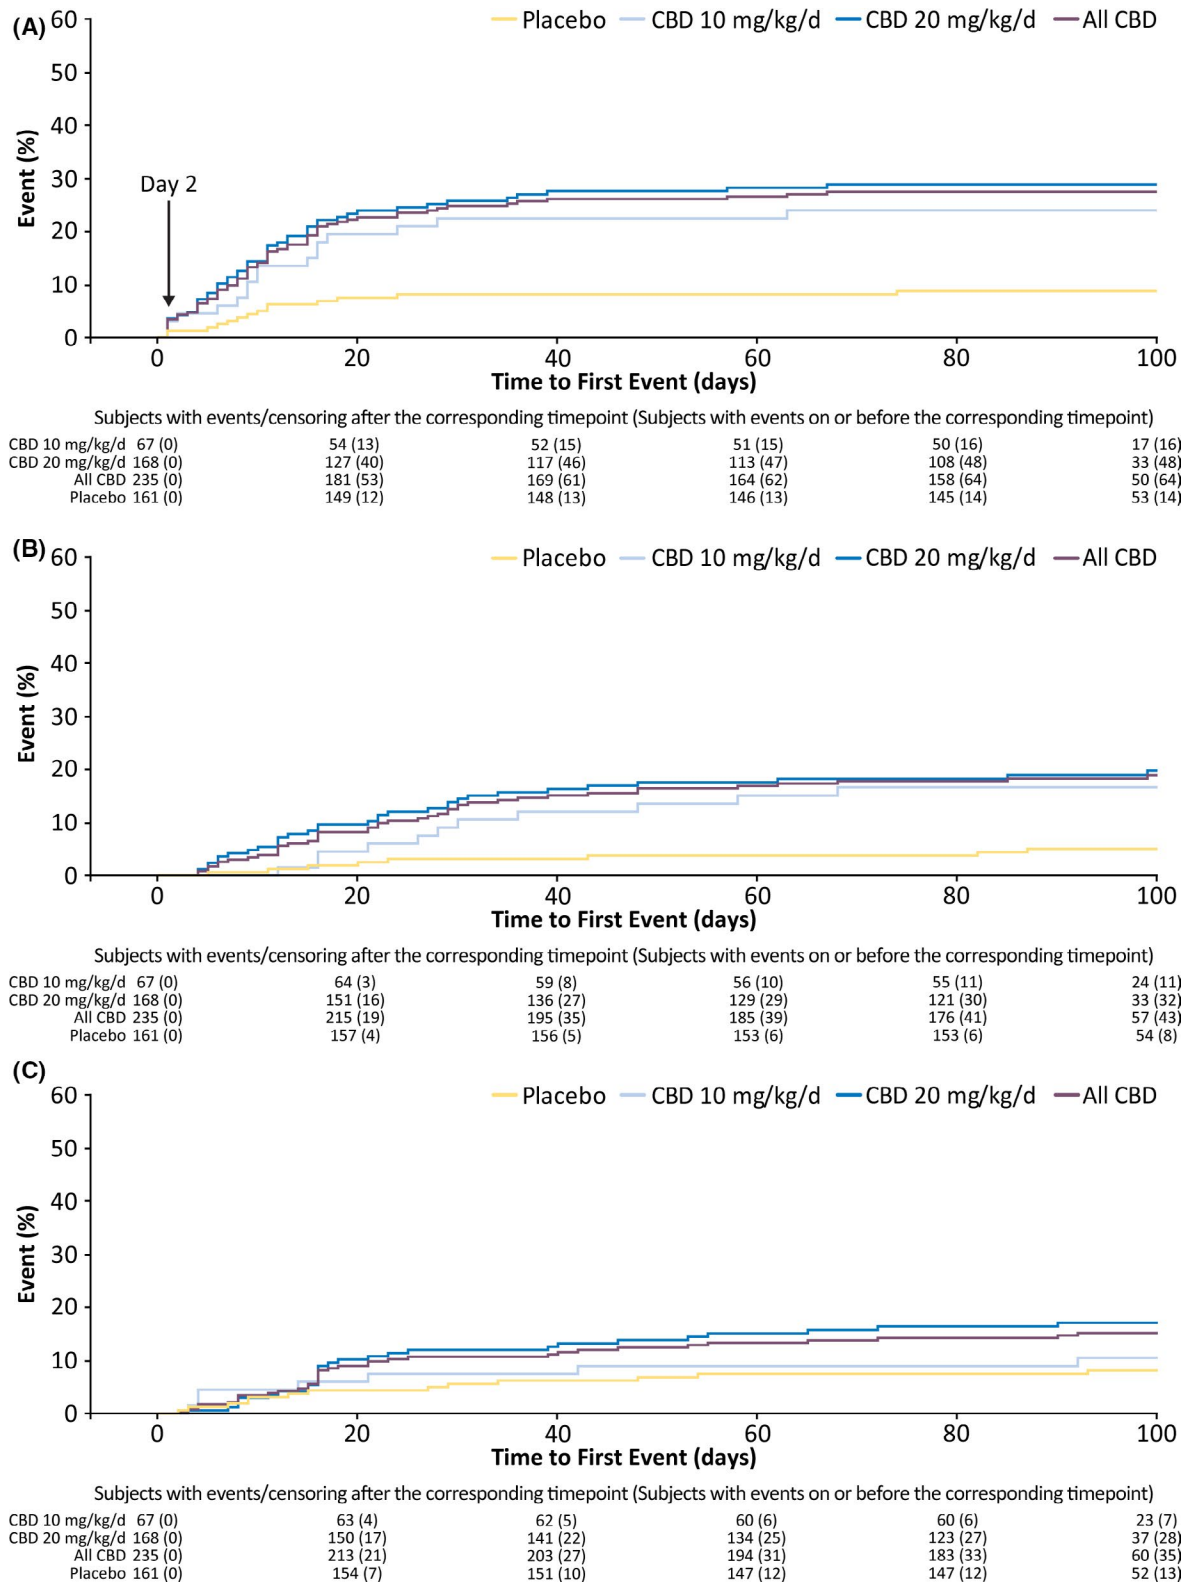 (A)
Placebo CBD 10 mg/kg/d CBD 20 mg/kg/d All CBD
60
50
40
30
20
10
0
Event (%)
Day 2
0 20 40 60 80 100
Time to First Event (days)
Subjects with events/censoring after the corresponding timepoint (Subjects with events on or before the corresponding timepoint)
CBD 10 mg/kg/d 67 (0) 54 (13) 52 (15) 51 (15) 50 (16) 17 (16)
CBD 20 mg/kg/d 168 (0) 127 (40) 117 (46) 113 (47) 108 (48) 33 (48)
All CBD 235 (0) 181 (53) 169 (61) 164 (62) 158 (64) 50 (64)
Placebo 161 (0) 149 (12) 148 (13) 146 (13) 145 (14) 53 (14)
(B)
Placebo CBD 10 mg/kg/d CBD 20 mg/kg/d All CBD
60
50
40
30
20
10
0
Event (%)
0 20 40 60 80 100
Time to First Event (days)
Subjects with events/censoring after the corresponding timepoint (Subjects with events on or before the corresponding timepoint)
CBD 10 mg/kg/d 67 (0) 64 (3) 59 (8) 56 (10) 55 (11) 24 (11)
CBD 20 mg/kg/d 168 (0) 151 (16) 136 (27) 129 (29) 121 (30) 33 (32)
All CBD 235 (0) 215 (19) 195 (35) 185 (39) 176 (41) 57 (43)
Placebo 161 (0) 157 (4) 156 (5) 153 (6) 153 (6) 54 (8)
(C)
Placebo CBD 10 mg/kg/d CBD 20 mg/kg/d All CBD
60
50
40
30
20
10
0
Event (%)
0 20 40 60 80 100
Time to First Event (days)
Subjects with events/censoring after the corresponding timepoint (Subjects with events on or before the corresponding timepoint)
CBD 10 mg/kg/d 67 (0) 63 (4) 62 (5) 60 (6) 60 (6) 23 (7)
CBD 20 mg/kg/d 168 (0) 150 (17) 141 (22) 134 (25) 123 (27) 37 (28)
All CBD 235 (0) 213 (21) 203 (27) 194 (31) 183 (33) 60 (35)
Placebo 161 (0) 154 (7) 151 (10) 147 (12) 147 (12) 52 (13)